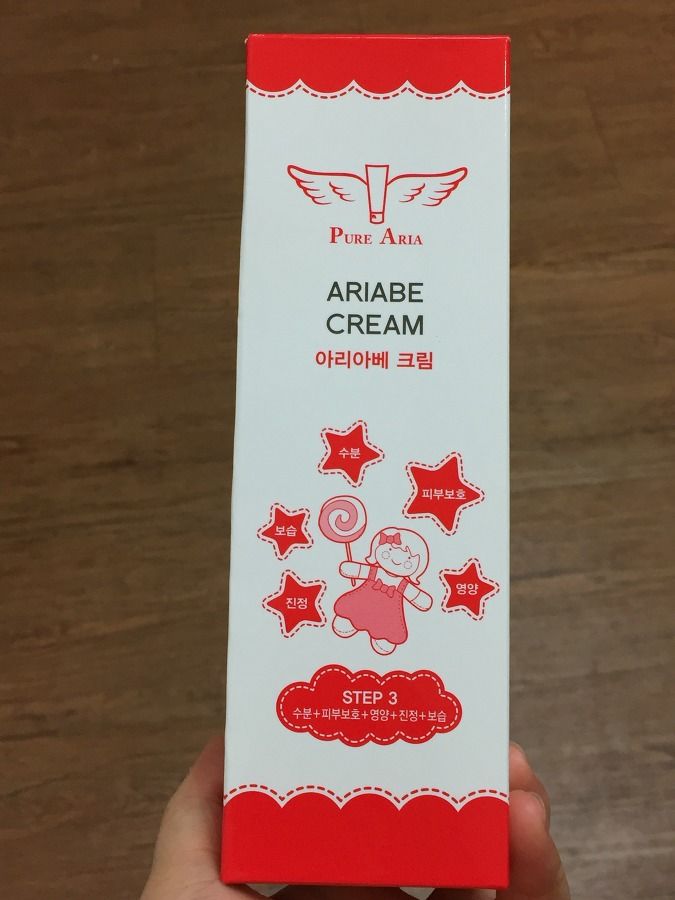 PURE ARIA
ARIABE
CREAM
아리아베 크림
수분
피부보호
보습
영양
진정
STEP 3
수분+피부보호+영양+진정+보습